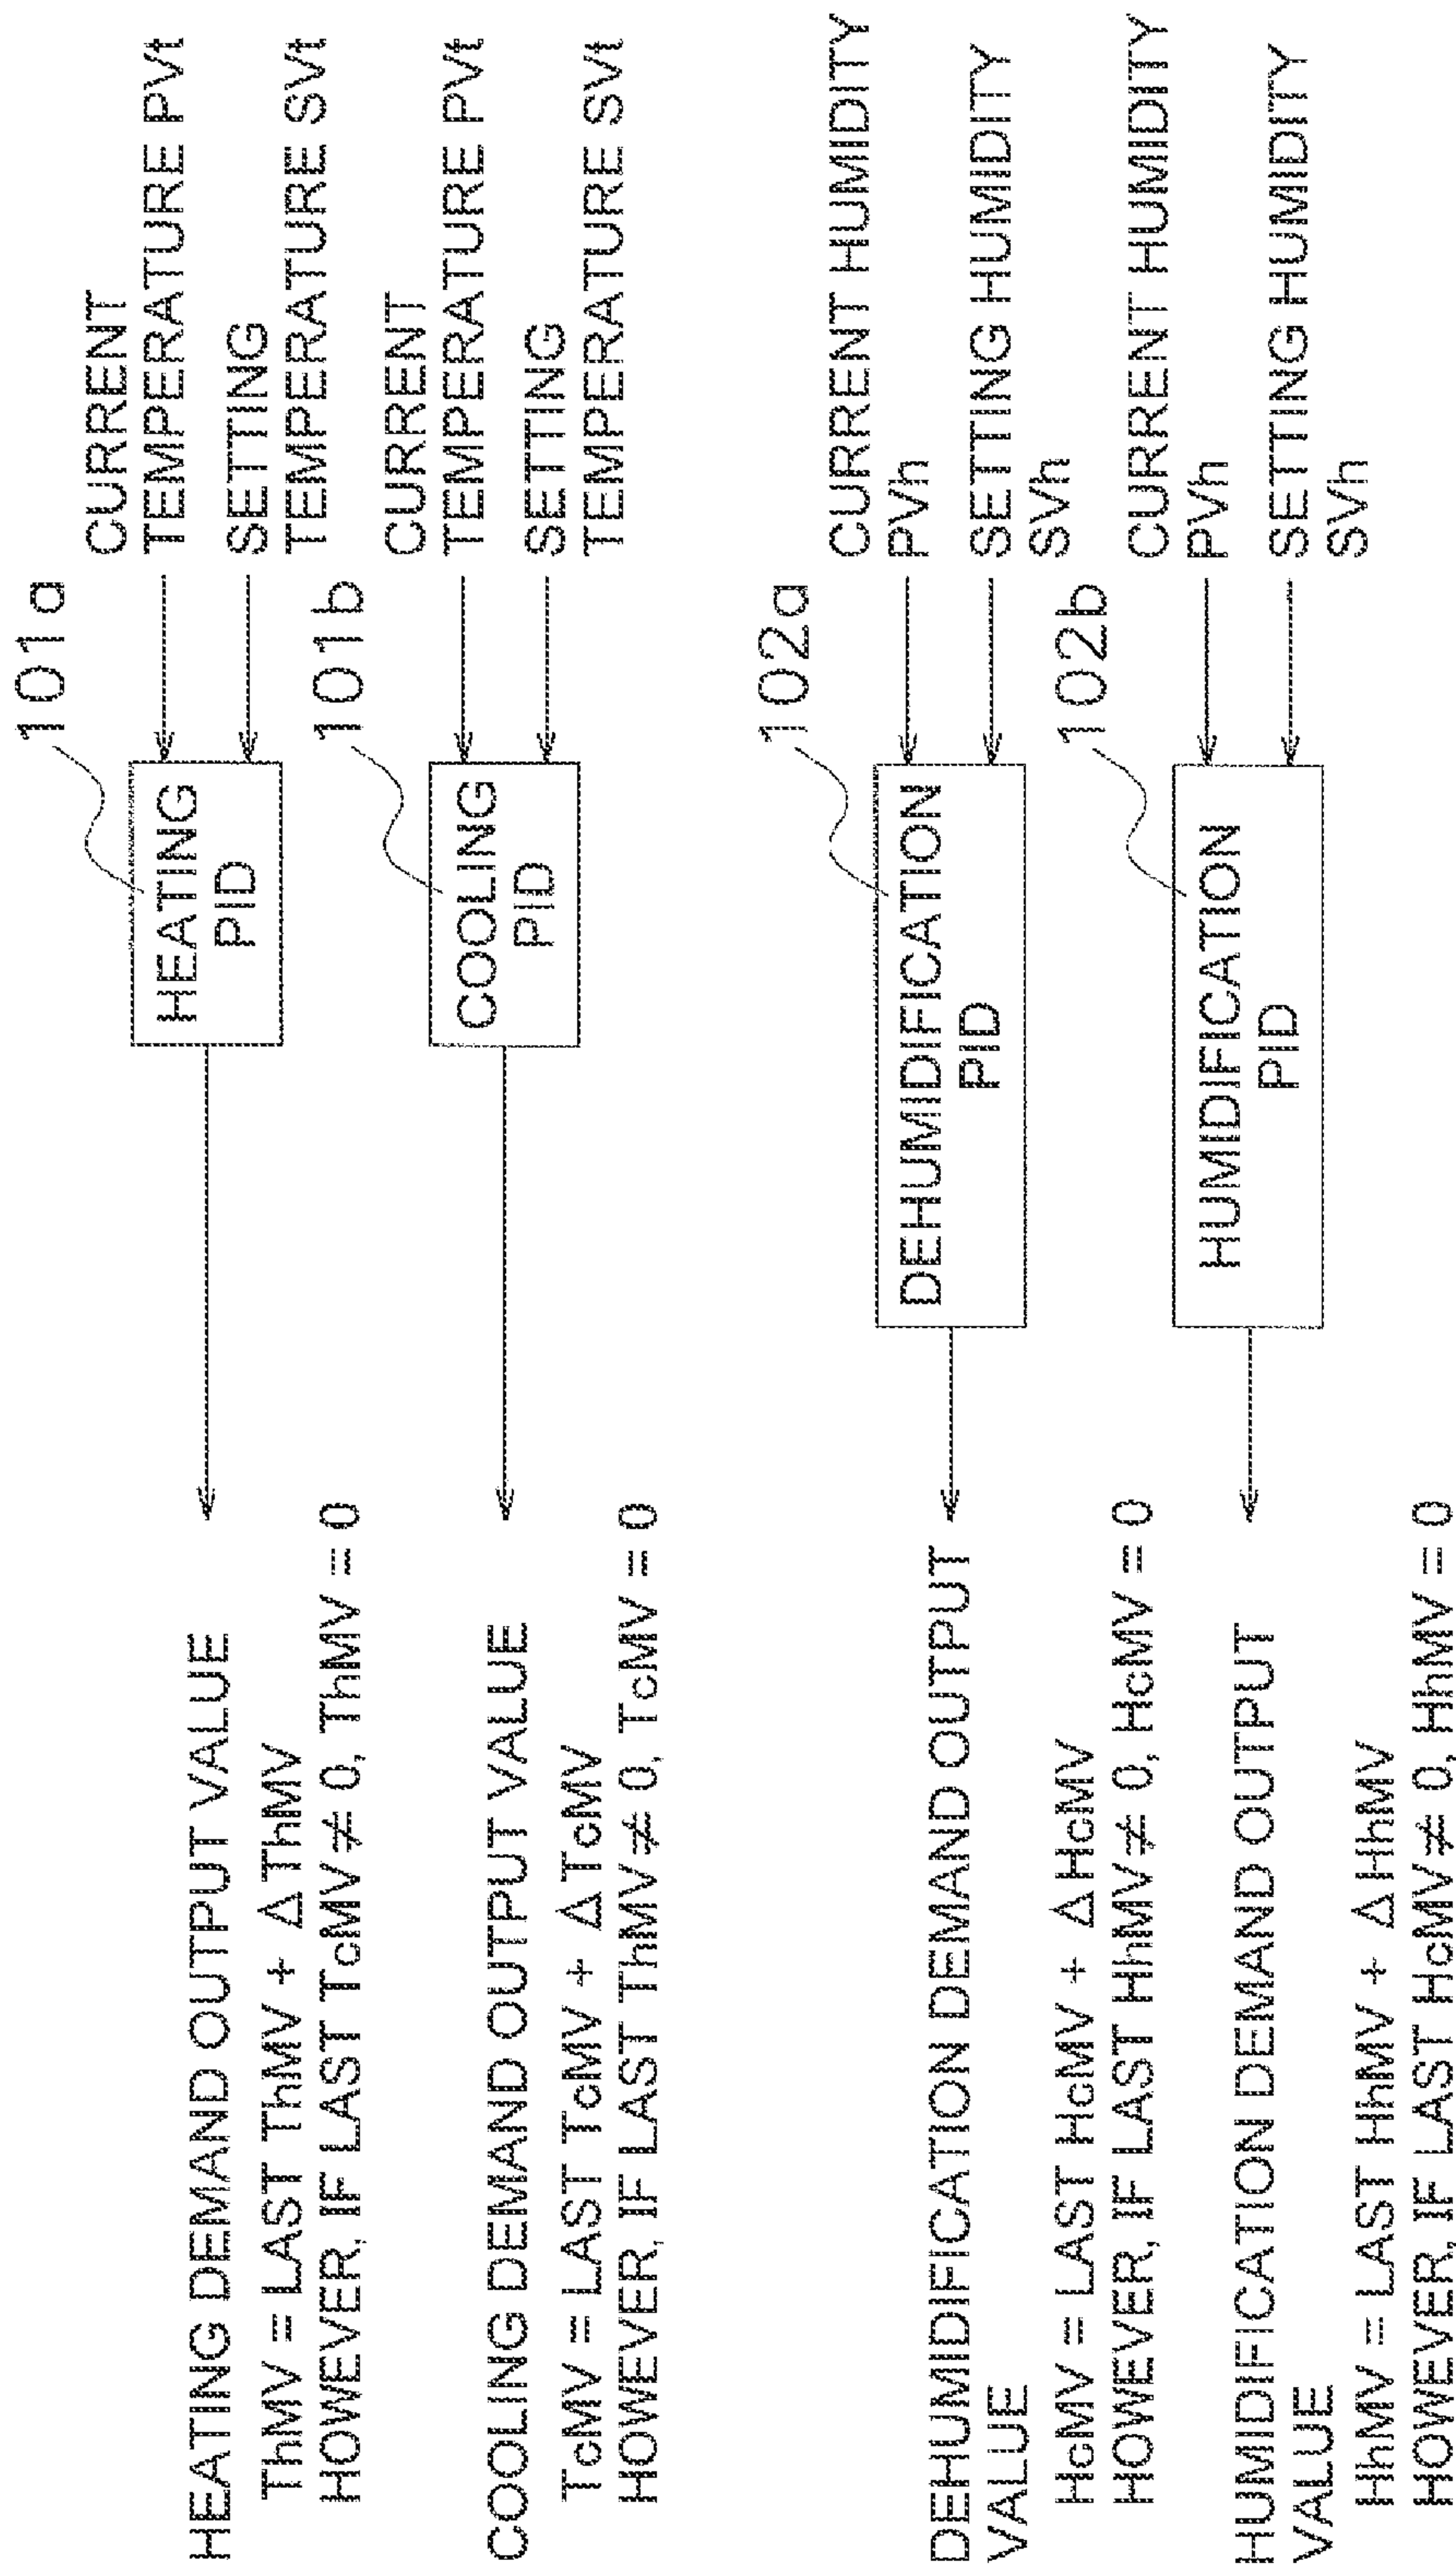 HEATING DEMAND OUTPUT VALUE
ThMV = LAST ThMV + Δ ThMV
HOWEVER, IF LAST TcMV ≠ 0, ThMV = 0
HEATING
PID
101a
CURRENT
TEMPERATURE PVt
SETTING
TEMPERATURE SVt
COOLING DEMAND OUTPUT VALUE
TcMV = LAST TcMV + Δ TcMV
HOWEVER, IF LAST ThMV ≠ 0, TcMV = 0
COOLING
PID
101b
CURRENT
TEMPERATURE PVt
SETTING
TEMPERATURE SVt
DEHUMIDIFICATION DEMAND OUTPUT
VALUE
HcMV = LAST HcMV + Δ HcMV
HOWEVER, IF LAST HhMV ≠ 0, HcMV = 0
DEHUMIDIFICATION
PID
102a
CURRENT HUMIDITY
PVh
SETTING HUMIDITY
SVh
HUMIDIFICATION DEMAND OUTPUT
VALUE
HhMV = LAST HhMV + Δ HhMV
HOWEVER, IF LAST HcMV ≠ 0, HhMV = 0
HUMIDIFICATION
PID
102b
CURRENT HUMIDITY
PVh
SETTING HUMIDITY
SVh